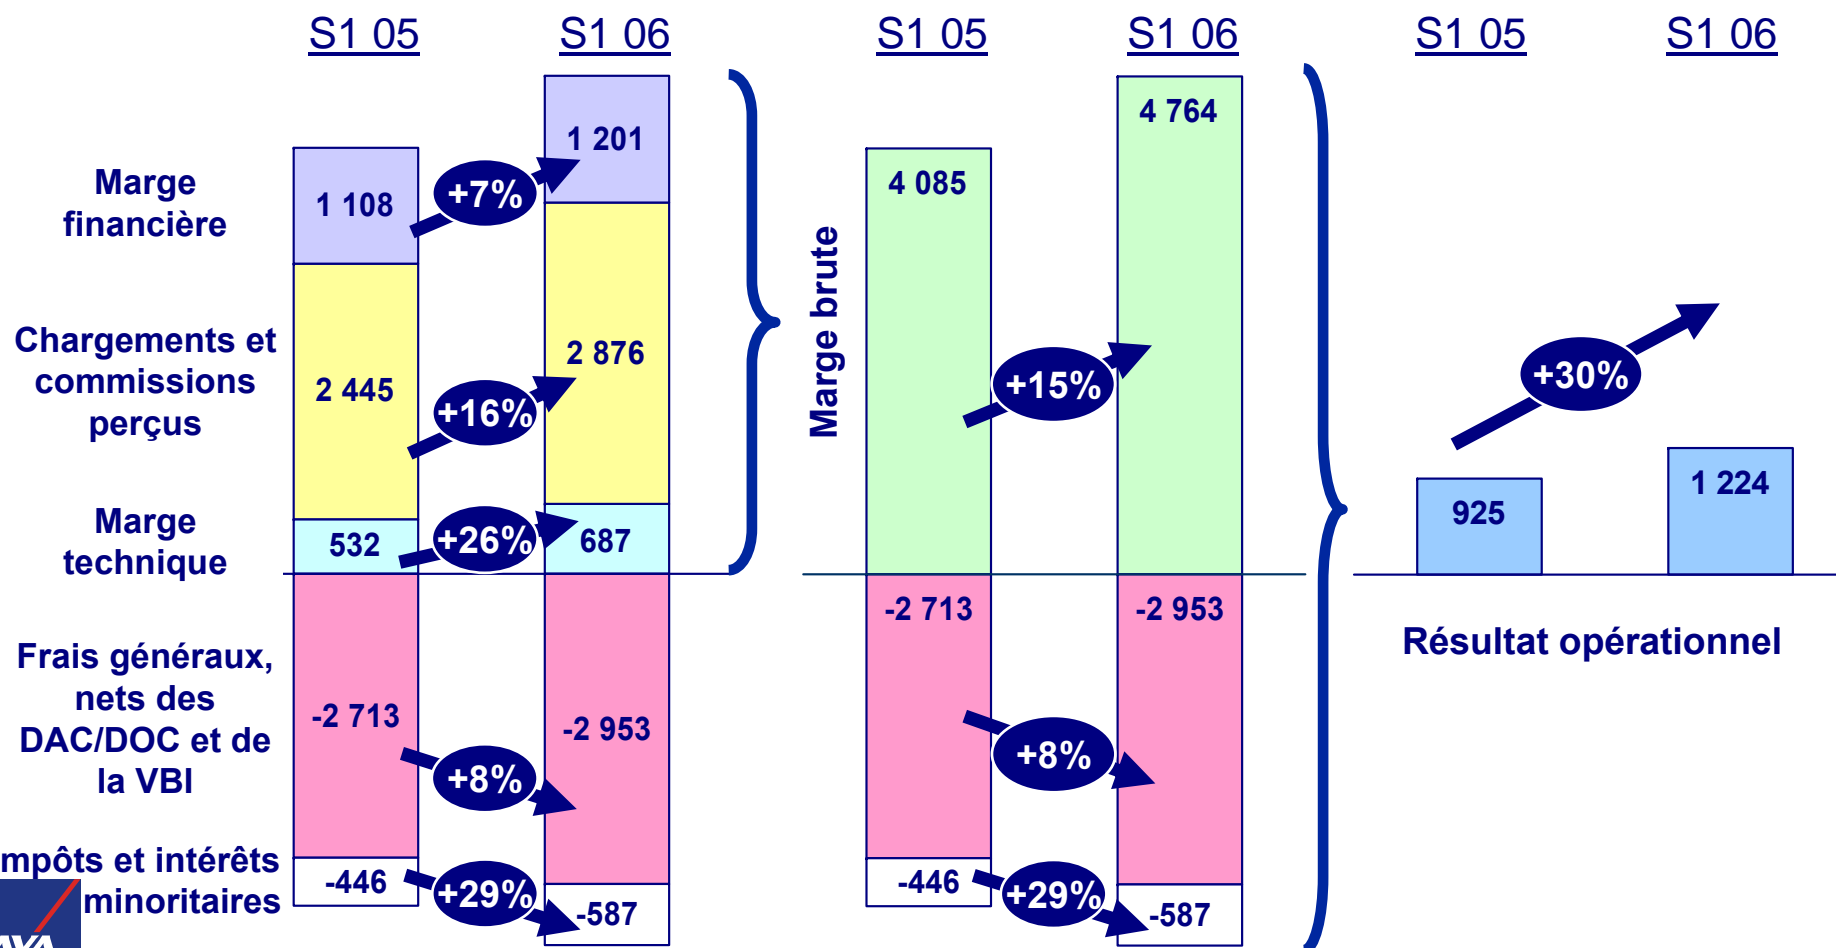 S1 05
S1 06
S1 05
S1 06
S1 05
S1 06
Marge
financière
1 108
+7%
1 201
Chargements et
commissions
perçus
2 445
+16%
2 876
Marge
technique
532
+26%
687
Frais généraux,
nets des
DAC/DOC et de
la VBI
-2 713
+8%
-2 953
mpôts et intérêts
minoritaires
-446
+29%
-587
Marge brute
4 085
+15%
4 764
-2 713
+8%
-2 953
-446
+29%
-587
+30%
925
1 224
Résultat opérationnel
AXA